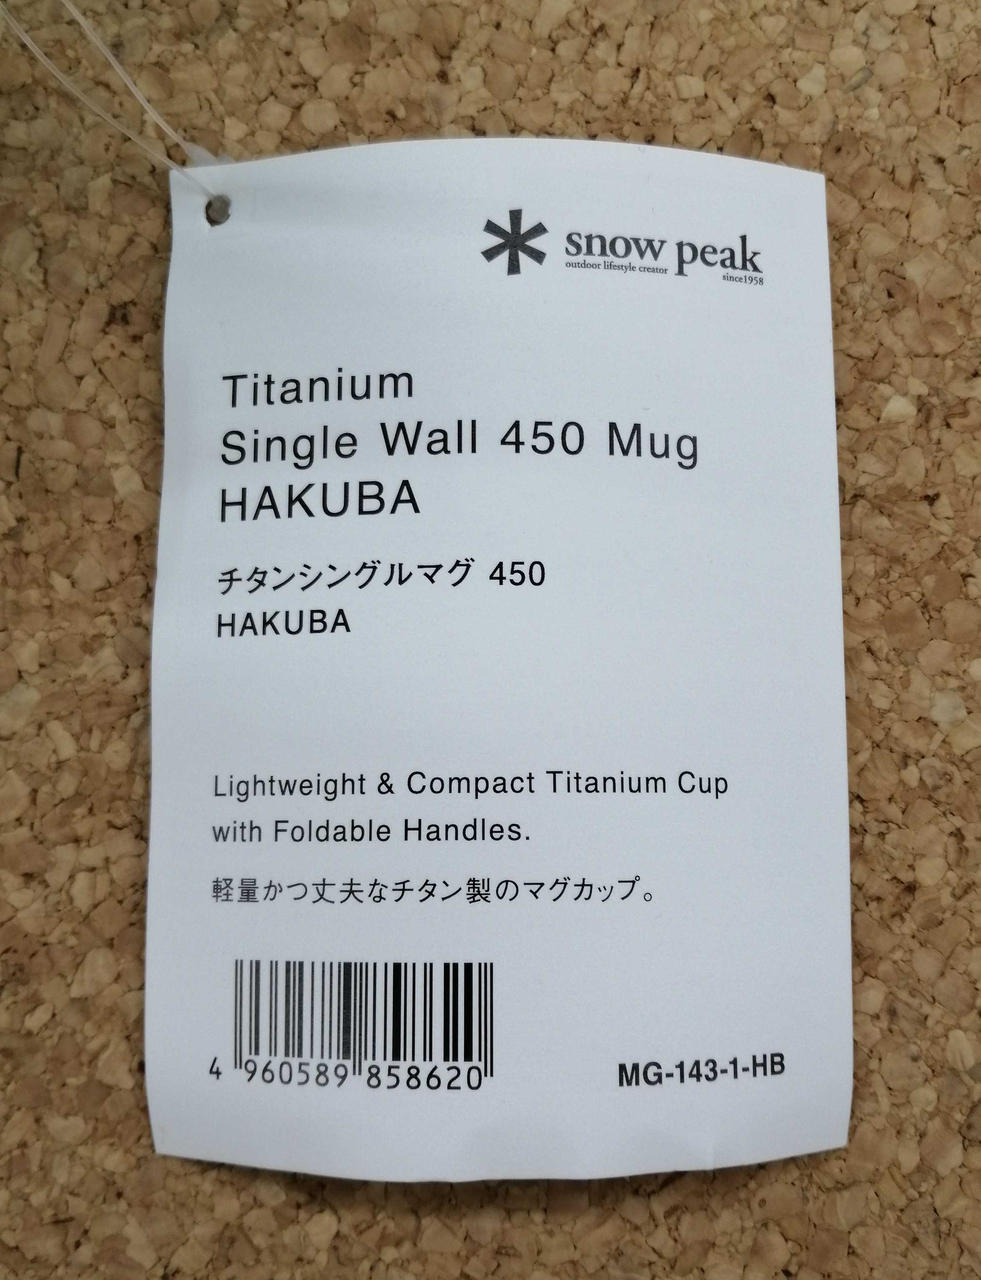 snow peak
outdoor lifestyle creator
since1958
Titanium
Single Wall 450 Mug
HAKUBA
チタンシングルマグ 450
HAKUBA
Lightweight & Compact Titanium Cup
with Foldable Handles.
軽量かつ丈夫なチタン製のマグカップ。
4 960589 858620
MG-143-1-HB